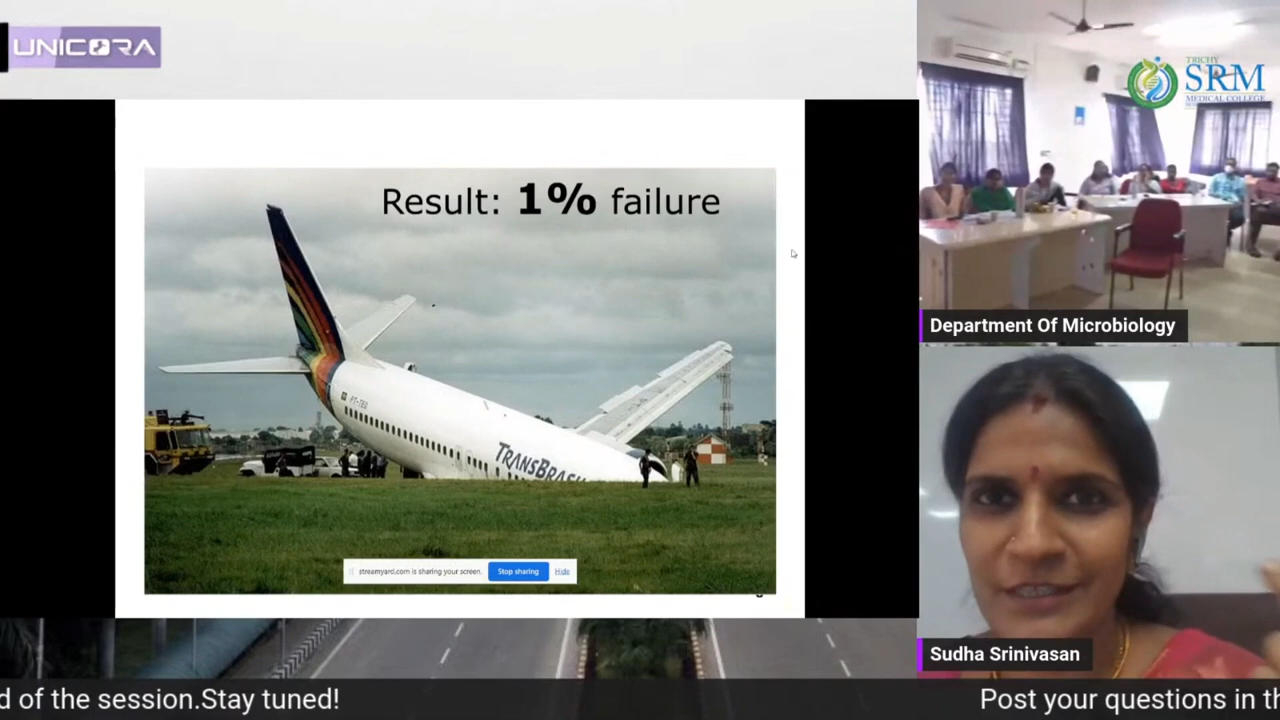 UNICORA
TRICHY
SRM
MEDICAL COLLEGE
Result: 1% failure
TRANSBRASIL
streamyard.com is sharing your screen.
Stop sharing
Hide
Department Of Microbiology
Sudha Srinivasan
d of the session.Stay tuned!
Post your questions in th